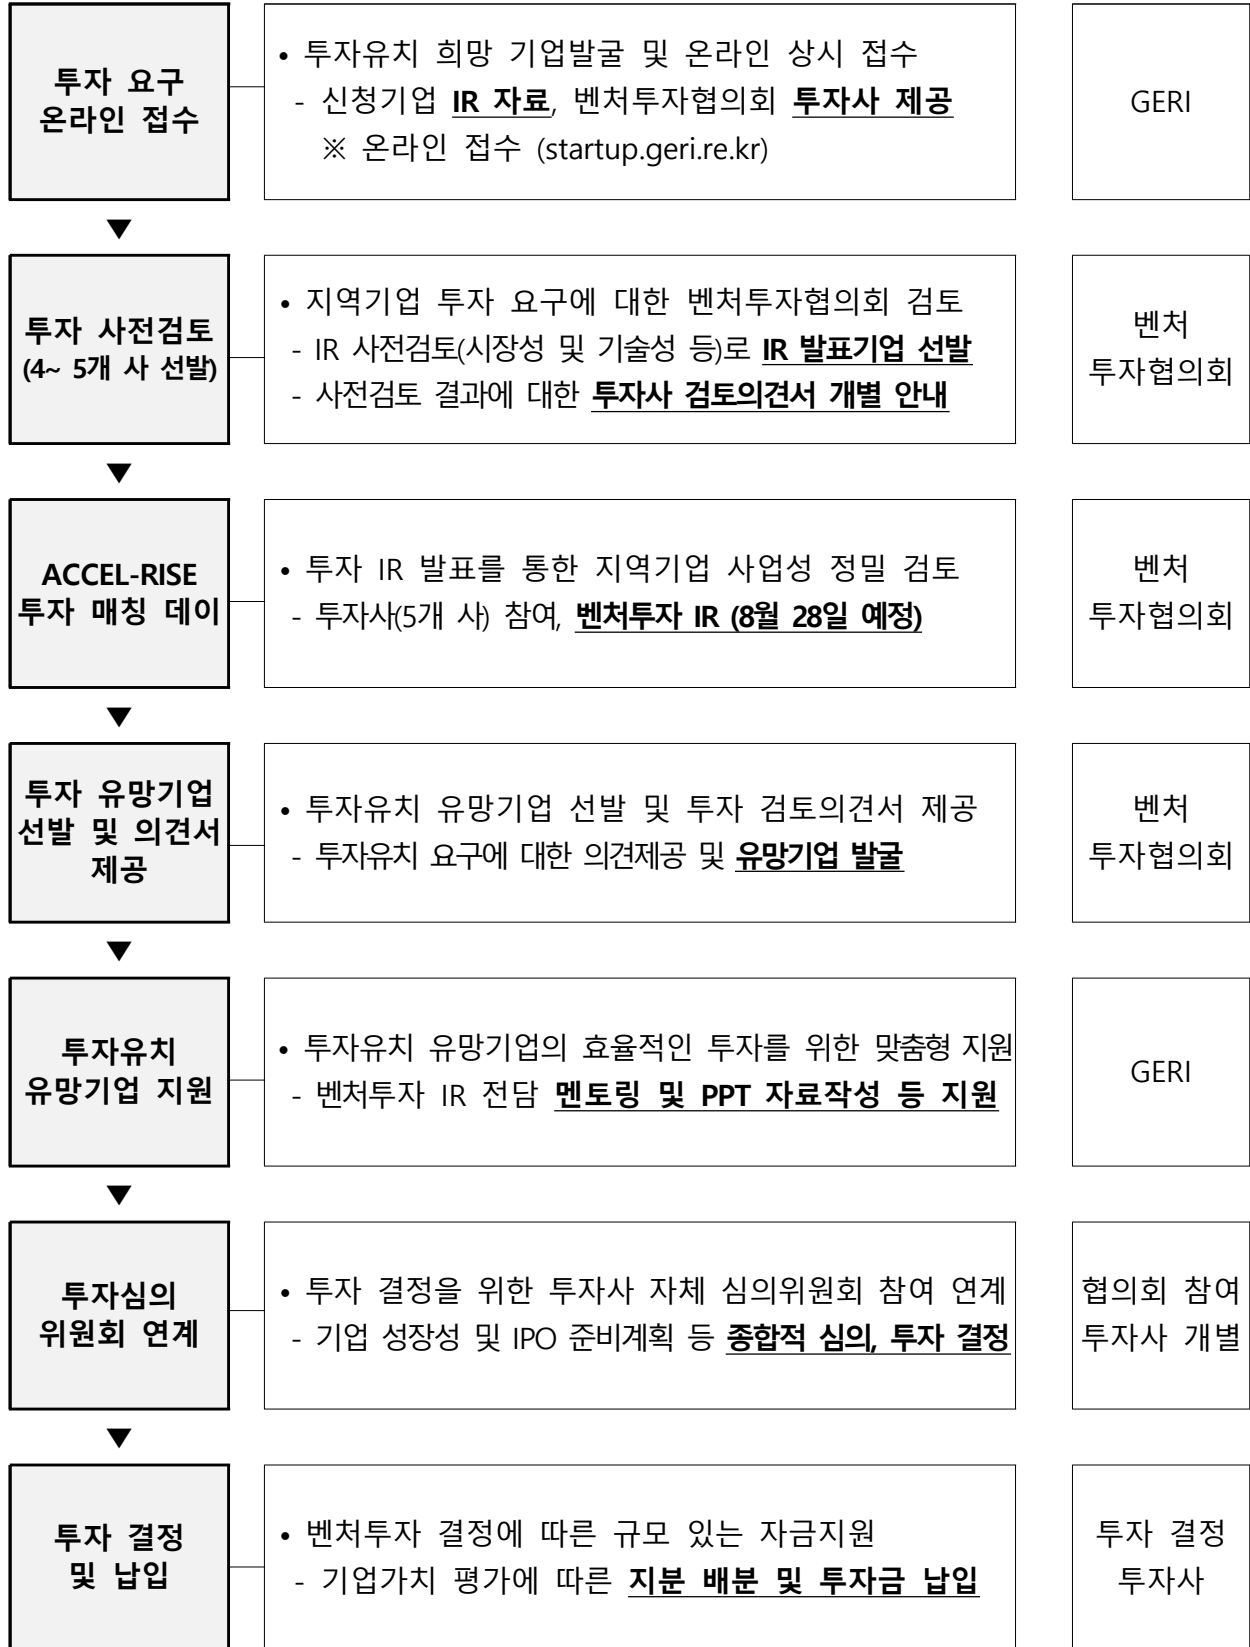 투자 요구
온라인 접수
• 투자유치 희망 기업발굴 및 온라인 상시 접수
- 신청기업 IR 자료, 벤처투자협의회 투자사 제공
※ 온라인 접수 (startup.geri.re.kr)
GERI
▼
투자 사전검토
(4~ 5개 사 선발)
• 지역기업 투자 요구에 대한 벤처투자협의회 검토
- IR 사전검토(시장성 및 기술성 등)로 IR 발표기업 선발
- 사전검토 결과에 대한 투자사 검토의견서 개별 안내
벤처
투자협의회
▼
ACCEL-RISE
투자 매칭 데이
• 투자 IR 발표를 통한 지역기업 사업성 정밀 검토
- 투자사(5개 사) 참여, 벤처투자 IR (8월 28일 예정)
벤처
투자협의회
▼
투자 유망기업
선발 및 의견서
제공
• 투자유치 유망기업 선발 및 투자 검토의견서 제공
- 투자유치 요구에 대한 의견제공 및 유망기업 발굴
벤처
투자협의회
▼
투자유치
유망기업 지원
• 투자유치 유망기업의 효율적인 투자를 위한 맞춤형 지원
- 벤처투자 IR 전담 멘토링 및 PPT 자료작성 등 지원
GERI
▼
투자심의
위원회 연계
• 투자 결정을 위한 투자사 자체 심의위원회 참여 연계
- 기업 성장성 및 IPO 준비계획 등 종합적 심의, 투자 결정
협의회 참여
투자사 개별
▼
투자 결정
및 납입
• 벤처투자 결정에 따른 규모 있는 자금지원
- 기업가치 평가에 따른 지분 배분 및 투자금 납입
투자 결정
투자사